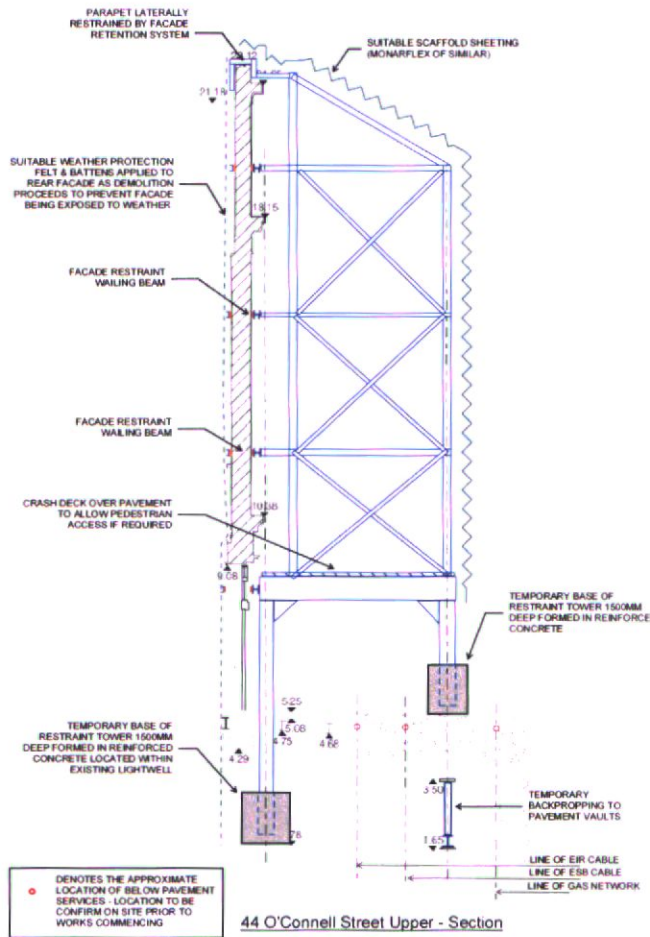 PARAPET LATERALLY
RESTRAINED BY FACADE
RETENTION SYSTEM
SUITABLE SCAFFOLD SHEETING
(MONARFLEX OF SIMILAR)
21.18
SUITABLE WEATHER PROTECTION
FELT & BATTENS APPLIED TO
REAR FACADE AS DEMOLITION
PROCEEDS TO PREVENT FACADE
BEING EXPOSED TO WEATHER
18.15
FACADE RESTRAINT
WAILING BEAM
FACADE RESTRAINT
WAILING BEAM
CRASH DECK OVER PAVEMENT
TO ALLOW PEDESTRIAN
ACCESS IF REQUIRED
9.08
TEMPORARY BASE OF
RESTRAINT TOWER 1500MM
DEEP FORMED IN REINFORCE
CONCRETE
5.25
5.08
4.75
4.68
4.29
TEMPORARY BASE OF
RESTRAINT TOWER 1500MM
DEEP FORMED IN REINFORCED
CONCRETE LOCATED WITHIN
EXISTING LIGHTWELL
3.50
TEMPORARY
BACKPROPPING TO
PAVEMENT VAULTS
1.65
LINE OF EIR CABLE
LINE OF ESB CABLE
LINE OF GAS NETWORK
DENOTES THE APPROXIMATE
LOCATION OF BELOW PAVEMENT
SERVICES - LOCATION TO BE
CONFIRM ON SITE PRIOR TO
WORKS COMMENCING
44 O'Connell Street Upper - Section